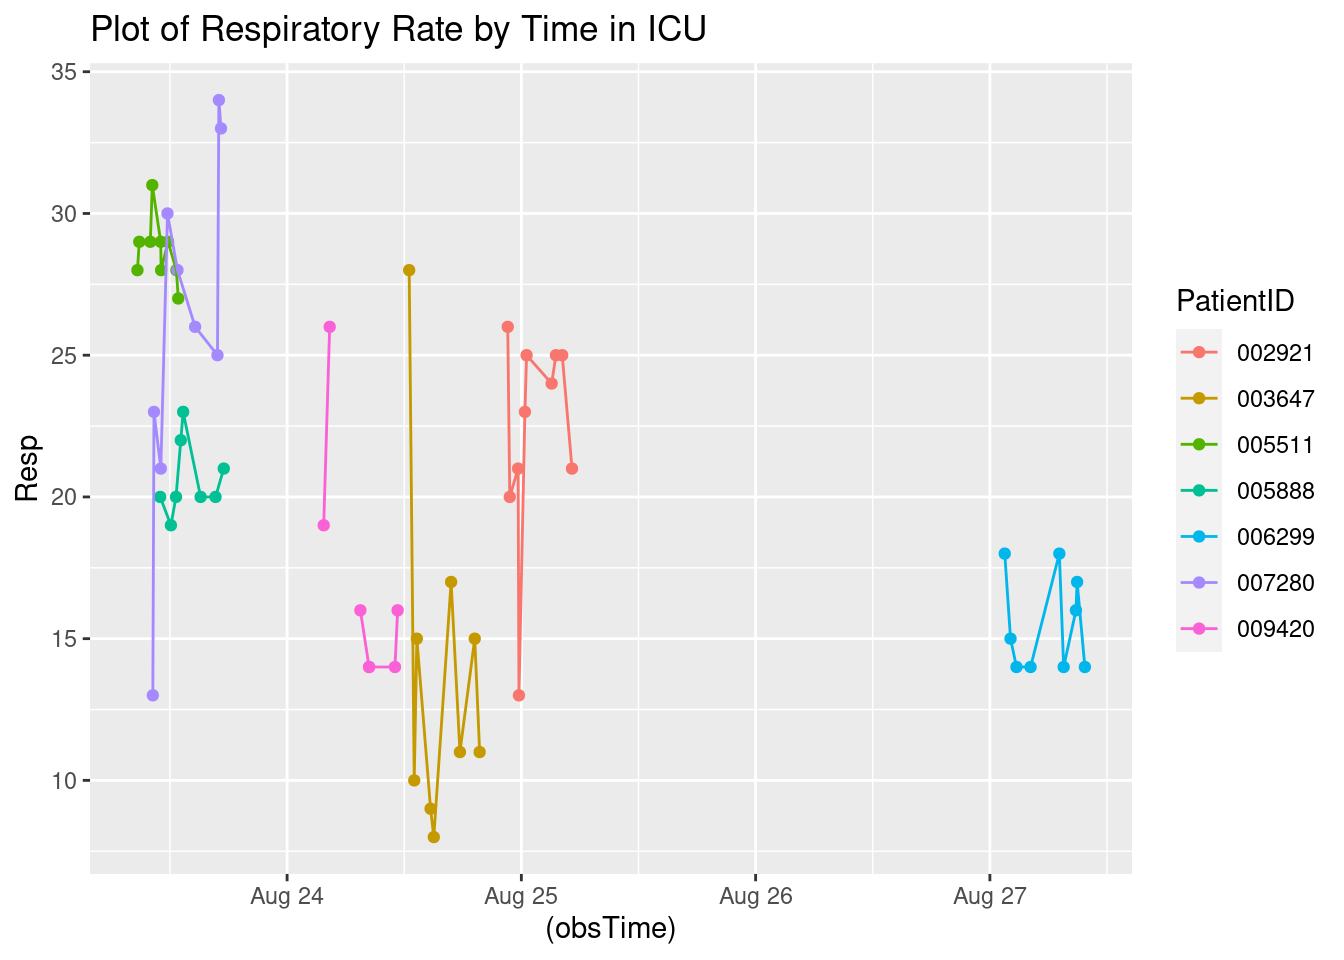 Plot of Respiratory Rate by Time in ICU
35
30
25
20
15
10
Resp
Aug 24
Aug 25
Aug 26
Aug 27
(obsTime)
PatientID
002921
003647
005511
005888
006299
007280
009420